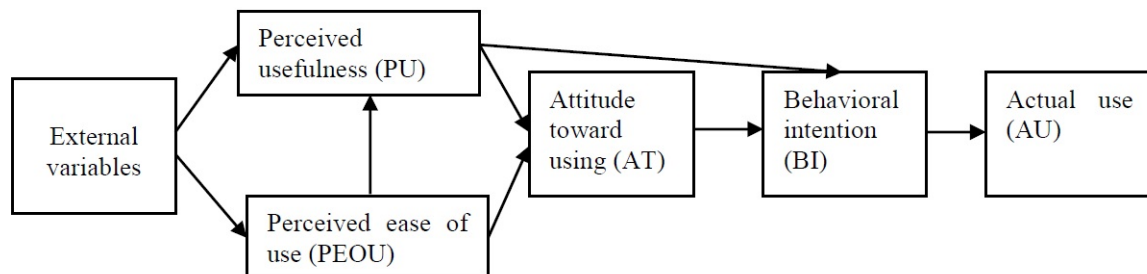 External
variables
Perceived
usefulness (PU)
Perceived ease of
use (PEOU)
Attitude
toward
using (AT)
Behavioral
intention
(BI)
Actual use
(AU)